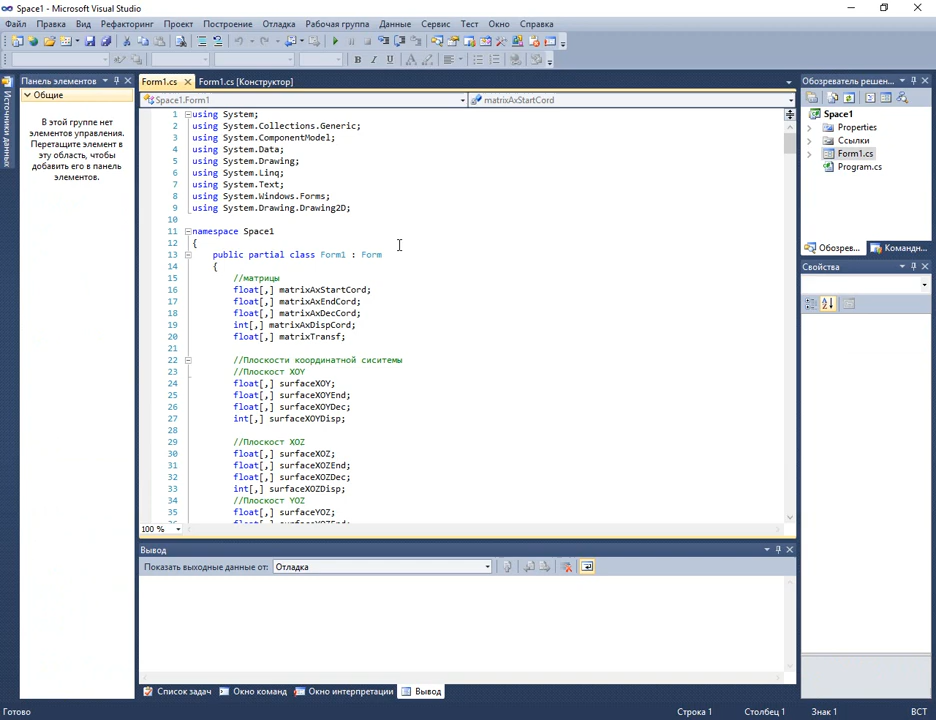 Space1 - Microsoft Visual Studio
Файл Правка Вид Рефакторинг Проект Построение Отладка Рабочая группа Данные Сервис Тест Окно Справка
Источники данных
Панель элементов
Общие
В этой группе нет
элементов управления.
Перетащите элемент в
эту область, чтобы
добавить его в панель
элементов.
Form1.cs Form1.cs [Конструктор]
Space1.Form1 matrixAxStartCord
1 using System;
2 using System.Collections.Generic;
3 using System.ComponentModel;
4 using System.Data;
5 using System.Drawing;
6 using System.Linq;
7 using System.Text;
8 using System.Windows.Forms;
9 using System.Drawing.Drawing2D;
10
11 namespace Space1
12 {
13 public partial class Form1 : Form
14 {
15 //матрицы
16 float[,] matrixAxStartCord;
17 float[,] matrixAxEndCord;
18 float[,] matrixAxDecCord;
19 int[,] matrixAxDispCord;
20 float[,] matrixTransf;
21
22 //Плоскости координатной сиситемы
23 //Плоскост XOY
24 float[,] surfaceXOY;
25 float[,] surfaceXOYEnd;
26 float[,] surfaceXOYDec;
27 int[,] surfaceXOYDisp;
28
29 //Плоскост XOZ
30 float[,] surfaceXOZ;
31 float[,] surfaceXOZEnd;
32 float[,] surfaceXOZDec;
33 int[,] surfaceXOZDisp;
34 //Плоскост YOZ
35 float[,] surfaceYOZ;
36 float[,] surfaceYOZEnd;
100 %
Вывод
Показать выходные данные от: Отладка
Список задач Окно команд Окно интерпретации Вывод
Обозреватель решен...
Space1
Properties
Ссылки
Form1.cs
Program.cs
Обозрев... Командн...
Свойства
Готово Строка 1 Столбец 1 Знак 1 ВСТ